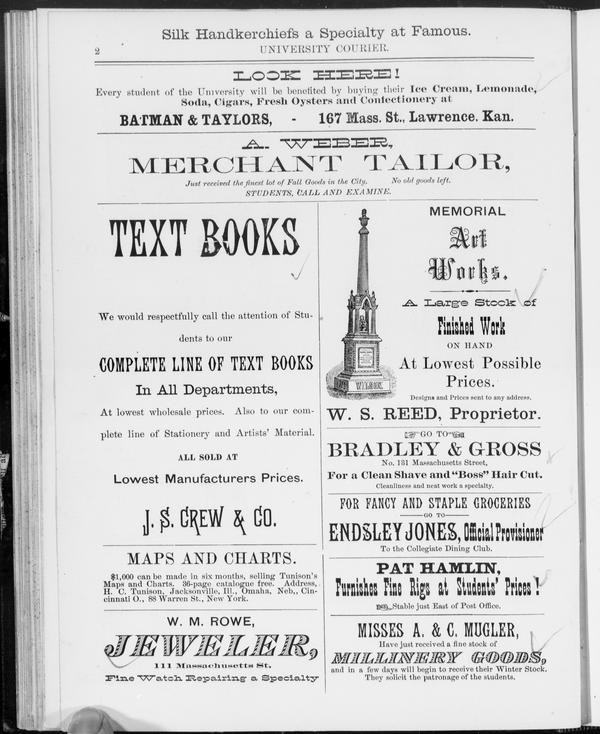 Silk Handkerchiefs a Specialty at Famous.
2
UNIVERSITY COURIER.
LOOK HERE!
Every student of the University will be benefited by buying their Ice Cream, Lemonade,
Soda, Cigars, Fresh Oysters and Confectionery at
BATMAN & TAYLORS, - 167 Mass. St., Lawrence, Kan.
A. WEBER,
MERCHANT TAILOR,
Just received the finest lot of Fall Goods in the City. No old goods left.
STUDENTS, CALL AND EXAMINE.
TEXT BOOKS
We would respectfully call the attention of Stu-
dents to our
COMPLETE LINE OF TEXT BOOKS
In All Departments,
At lowest wholesale prices. Also to our com-
plete line of Stationery and Artists' Material.
ALL SOLD AT
Lowest Manufacturers Prices.
J. S. CREW & CO.
MAPS AND CHARTS.
$1,000 can be made in six months, selling Tunison's
Maps and Charts. 36-page catalogue free. Address,
H. C. Tunison, Jacksonville, Ill., Omaha, Neb., Cin-
cinnati O., 88 Warren St., New York.
W. M. ROWE,
JEWELER,
111 Massachusetts St.
Fine Watch Repairing a Specialty
MEMORIAL
Art
Works.
A Large Stock of
Finished Work
ON HAND
At Lowest Possible
Prices.
Designs and Prices sent to any address.
WILSON
W. S. REED, Proprietor.
GO TO
BRADLEY & GROSS
No. 131 Massachusetts Street,
For a Clean Shave and "Boss" Hair Cut.
Cleanliness and neat work a specialty.
FOR FANCY AND STAPLE GROCERIES
GO TO
ENDSLEY JONES, Official Provisioner
To the Collegiate Dining Club.
PAT HAMLIN,
Furnishes Fine Rigs at Students' Prices!
Stable just East of Post Office.
MISSES A. & C. MUGLER,
Have just received a fine stock of
MILLINERY GOODS,
and in a few days will begin to receive their Winter Stock.
They solicit the patronage of the students.